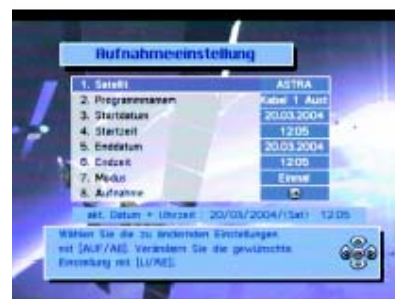 Aufnahmeeinstellung
1. Satellit ASTRA
2. Programmnamen Kabel 1 Aust
3. Startdatum 20.03.2004
4. Startzeit 12:05
5. Enddatum 20.03.2004
6. Endzeit 12:05
7. Modus Einmal
8. Aufnahme
akt. Datum + Uhrzeit : 20/03/2004/(Sat) 12:05
Wählen Sie die zu ändernden Einstellungen
mit [AUF/AB]. Verändern Sie die gewünschte
Einstellung mit [LI/RE].